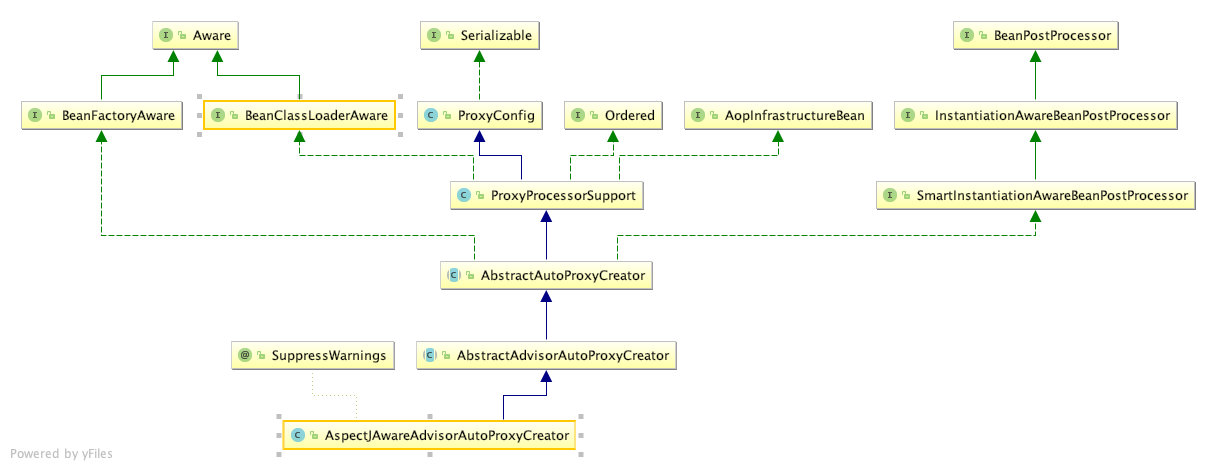 Aware
Serializable
BeanPostProcessor
BeanFactoryAware
BeanClassLoaderAware
ProxyConfig
Ordered
AopInfrastructureBean
InstantiationAwareBeanPostProcessor
ProxyProcessorSupport
SmartInstantiationAwareBeanPostProcessor
AbstractAutoProxyCreator
SuppressWarnings
AbstractAdvisorAutoProxyCreator
AspectJAwareAdvisorAutoProxyCreator
Powered by yFiles